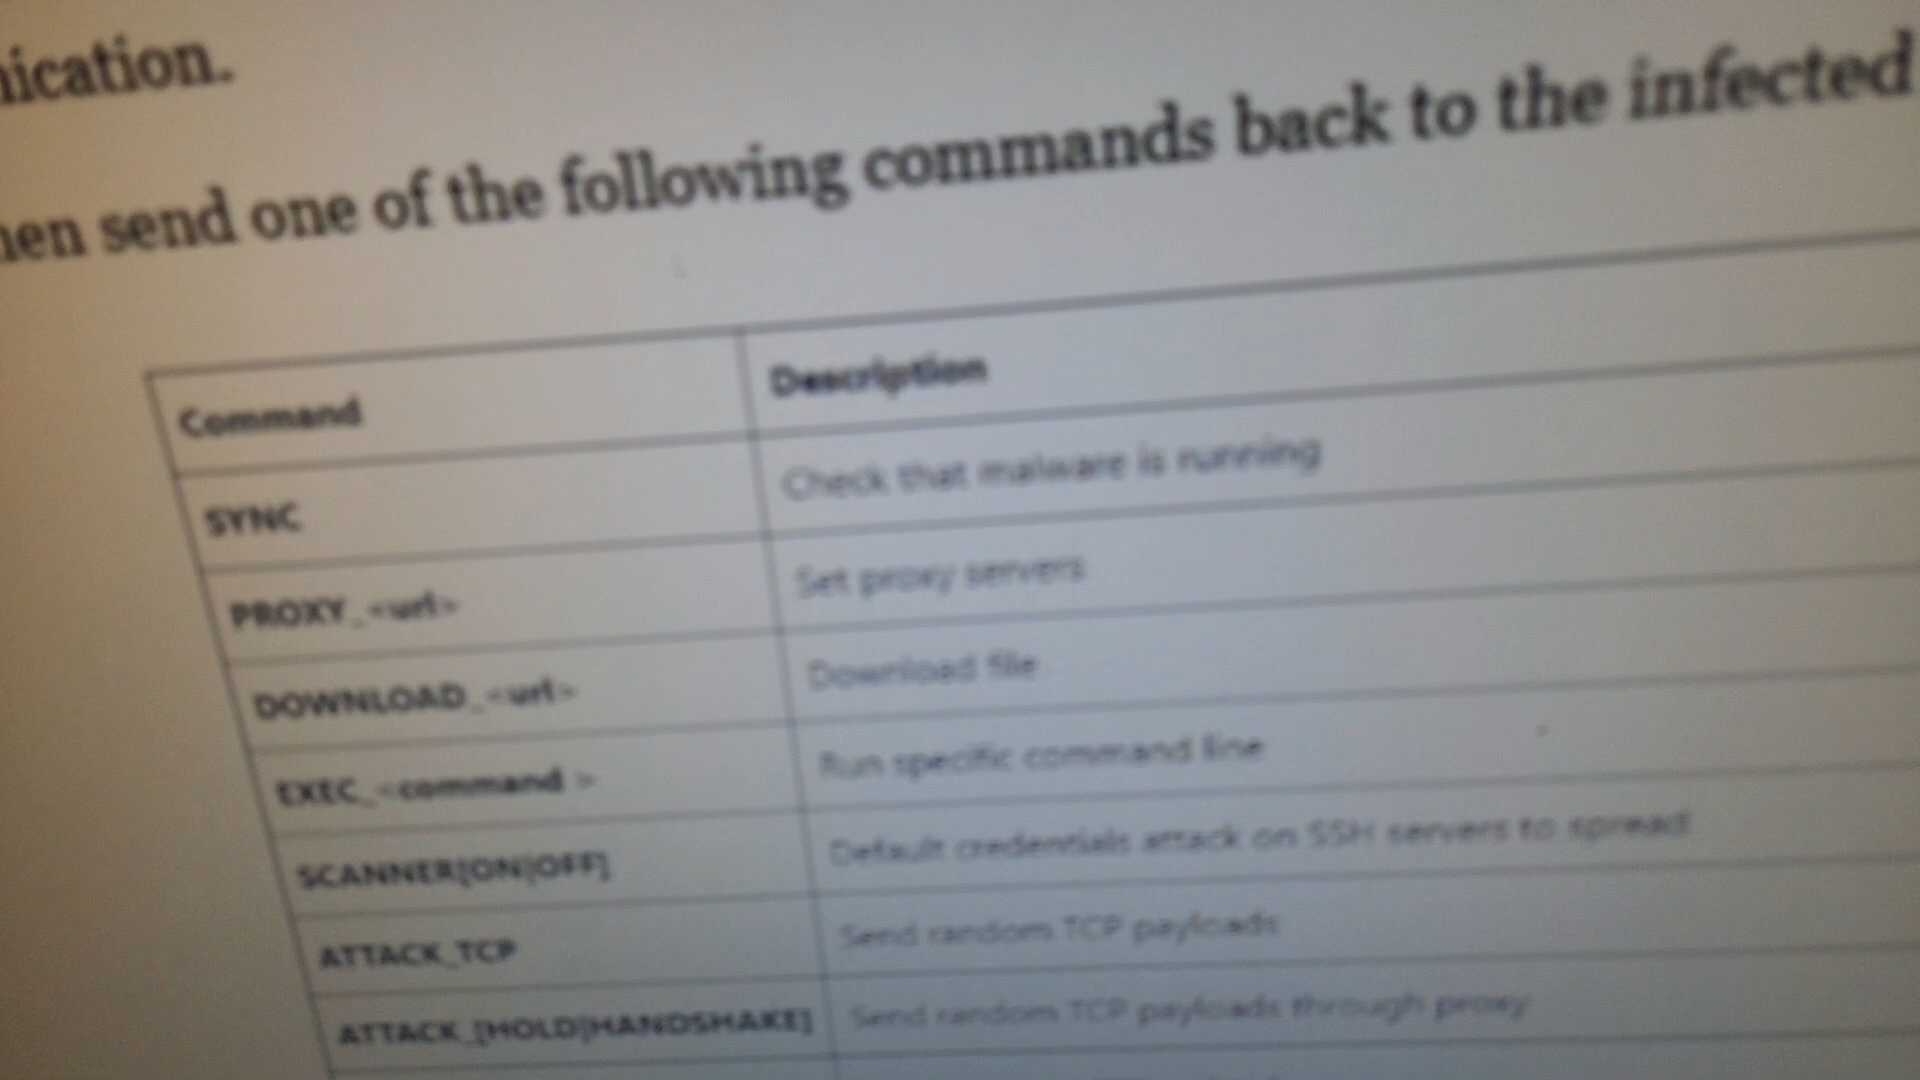 ication.
hen send one of the following commands back to the infected
Command Description
SYNC Check that malware is running
PROXY_<url> Set proxy servers
DOWNLOAD_<url> Download file
EXEC_<command > Run specific command line
SCANNER[ON|OFF] Default credentials attack on SSH servers to spread
ATTACK_TCP Send random TCP payloads
ATTACK_[HOLD|HANDSHAKE] Send random TCP payloads through proxy